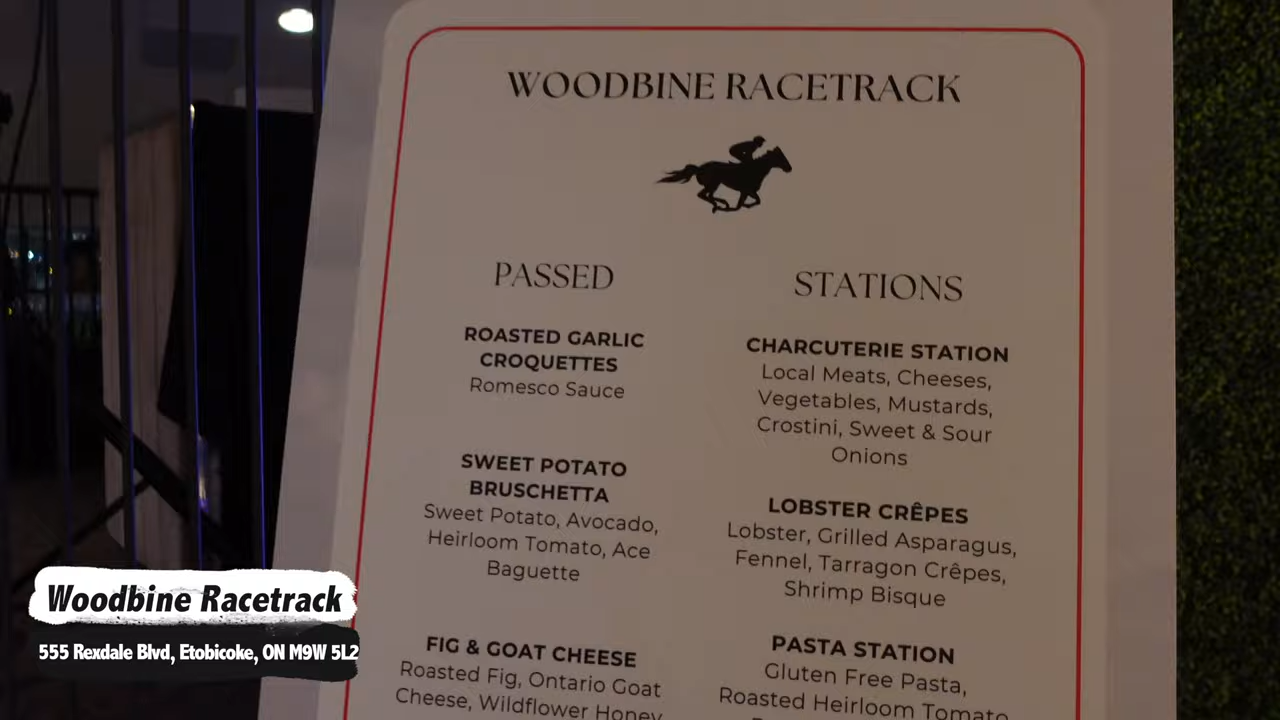 WOODBINE RACETRACK
PASSED
ROASTED GARLIC
CROQUETTES
Romesco Sauce
SWEET POTATO
BRUSCHETTA
Sweet Potato, Avocado,
Heirloom Tomato, Ace
Baguette
FIG & GOAT CHEESE
Roasted Fig, Ontario Goat
Cheese, Wildflower Honey
STATIONS
CHARCUTERIE STATION
Local Meats, Cheeses,
Vegetables, Mustards,
Crostini, Sweet & Sour
Onions
LOBSTER CRÊPES
Lobster, Grilled Asparagus,
Fennel, Tarragon Crêpes,
Shrimp Bisque
PASTA STATION
Gluten Free Pasta,
Roasted Heirloom Tomato
Woodbine Racetrack
555 Rexdale Blvd, Etobicoke, ON M9W 5L2